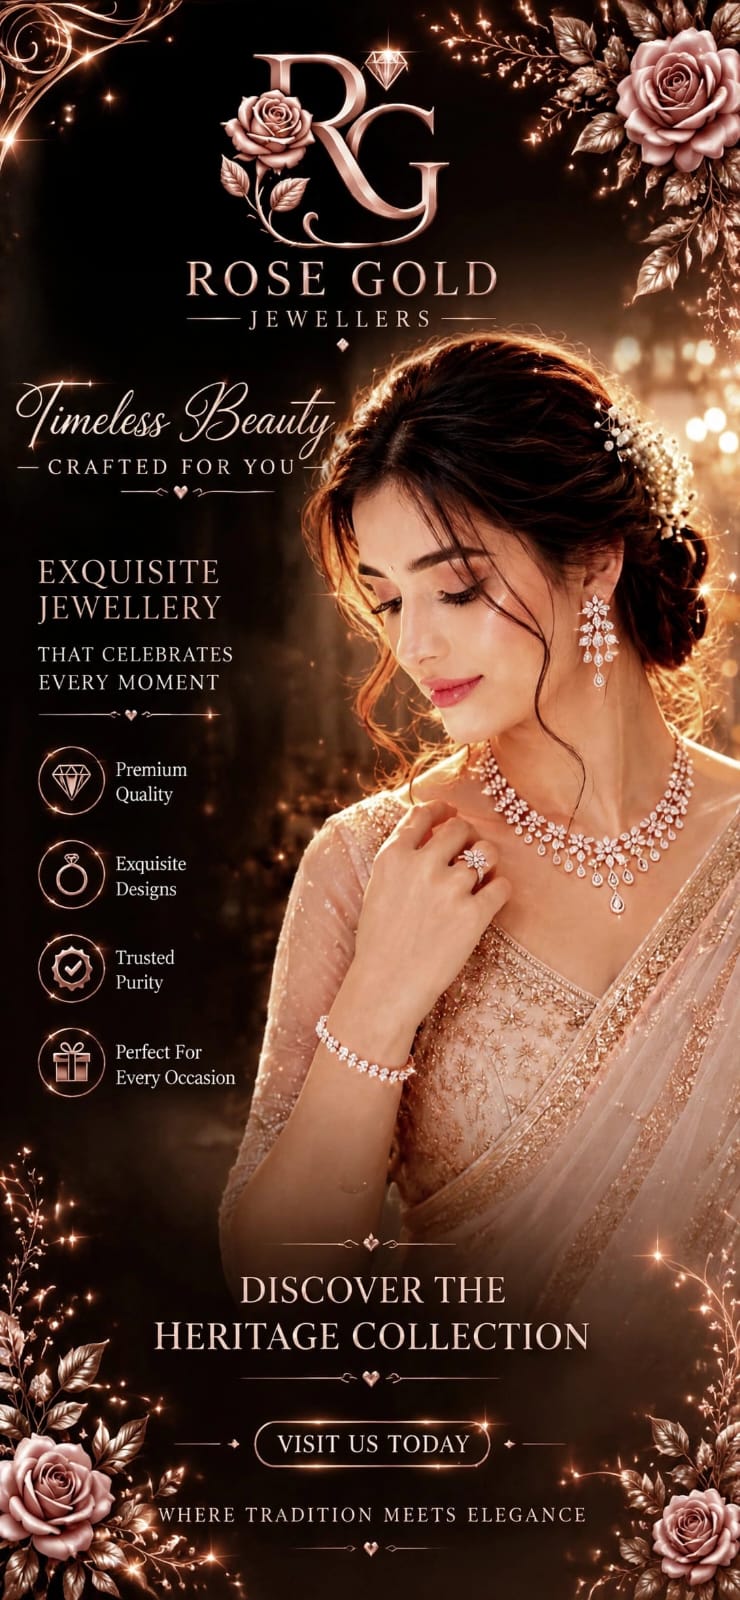 RG
ROSE GOLD
JEWELLERS
Timeless Beauty
CRAFTED FOR YOU
EXQUISITE
JEWELLERY
THAT CELEBRATES
EVERY MOMENT
Premium
Quality
Exquisite
Designs
Trusted
Purity
Perfect For
Every Occasion
DISCOVER THE
HERITAGE COLLECTION
VISIT US TODAY
WHERE TRADITION MEETS ELEGANCE